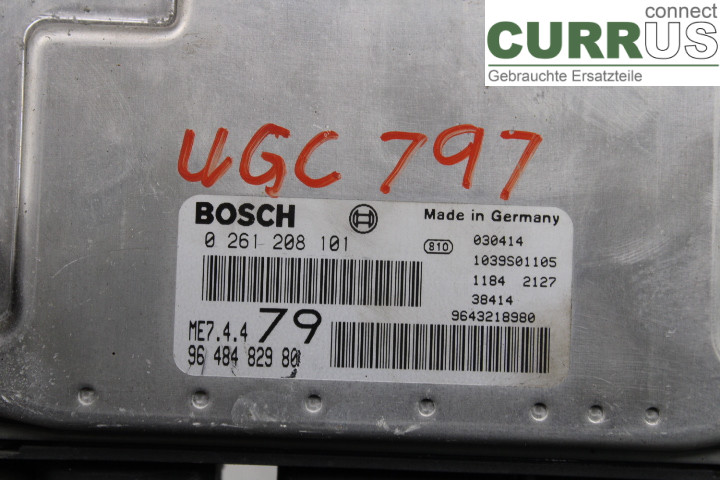 connect
CURRUS
Gebrauchte Ersatzteile
UGC 797
BOSCH
Made in Germany
0 261 208 101
810
030414
1039S01105
1184 2127
38414
9643218980
ME7.4.4 79
96 484 829 80